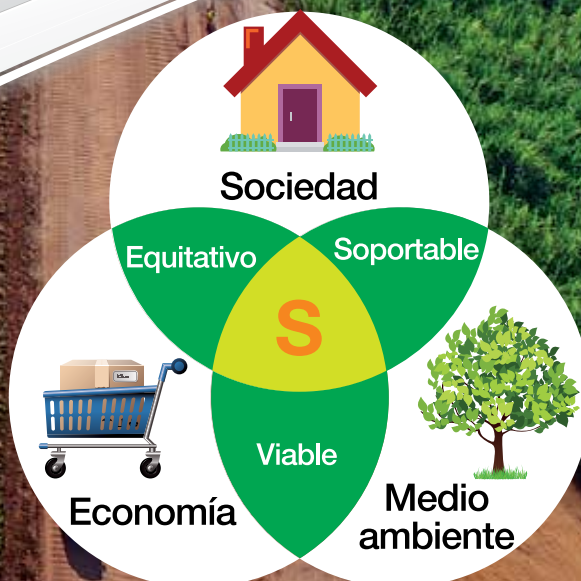 Sociedad
Equitativo
Soportable
S
Viable
Economía
Medio
ambiente